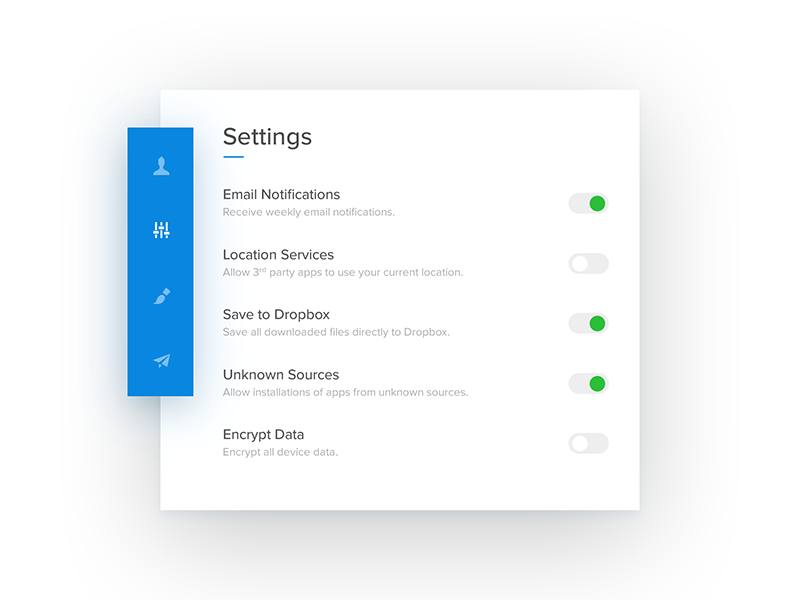 Settings
Email Notifications
Receive weekly email notifications.
Location Services
Allow 3rd party apps to use your current location.
Save to Dropbox
Save all downloaded files directly to Dropbox.
Unknown Sources
Allow installations of apps from unknown sources.
Encrypt Data
Encrypt all device data.